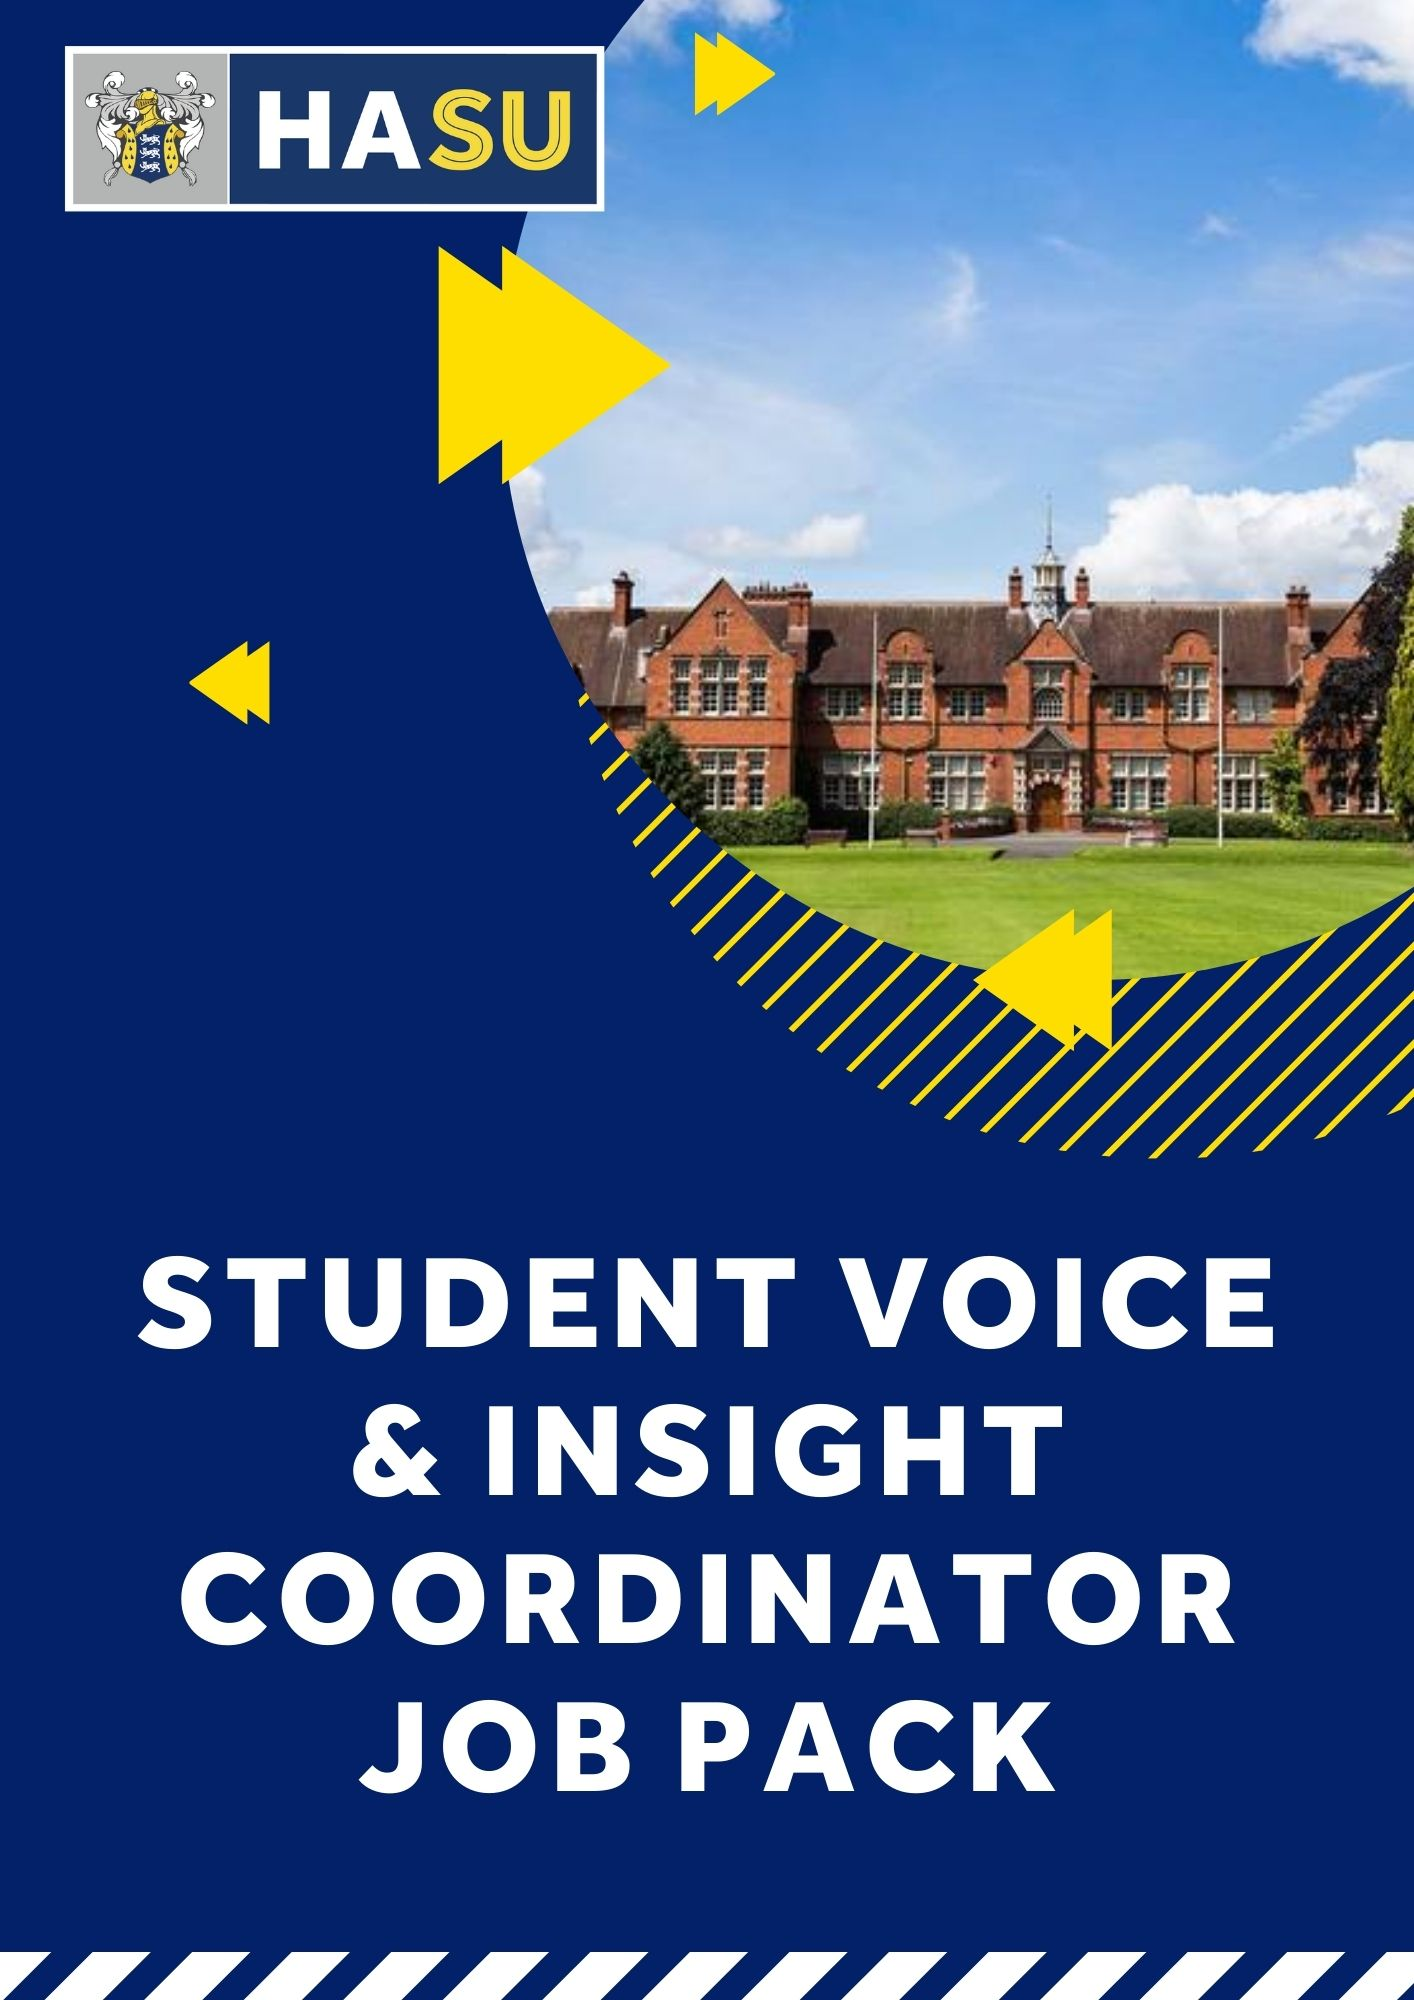 HASU
STUDENT VOICE
& INSIGHT
COORDINATOR
JOB PACK